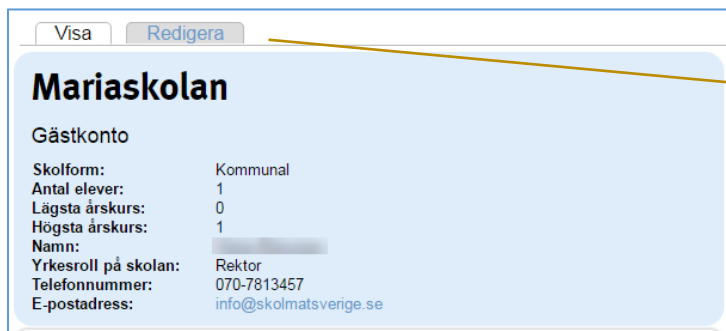 Visa Redigera
Mariaskolan
Gästkonto
Skolform: Kommunal
Antal elever: 1
Lägsta årskurs: 0
Högsta årskurs: 1
Namn:
Yrkesroll på skolan: Rektor
Telefonnummer: 070-7813457
E-postadress: info@skolmatsverige.se